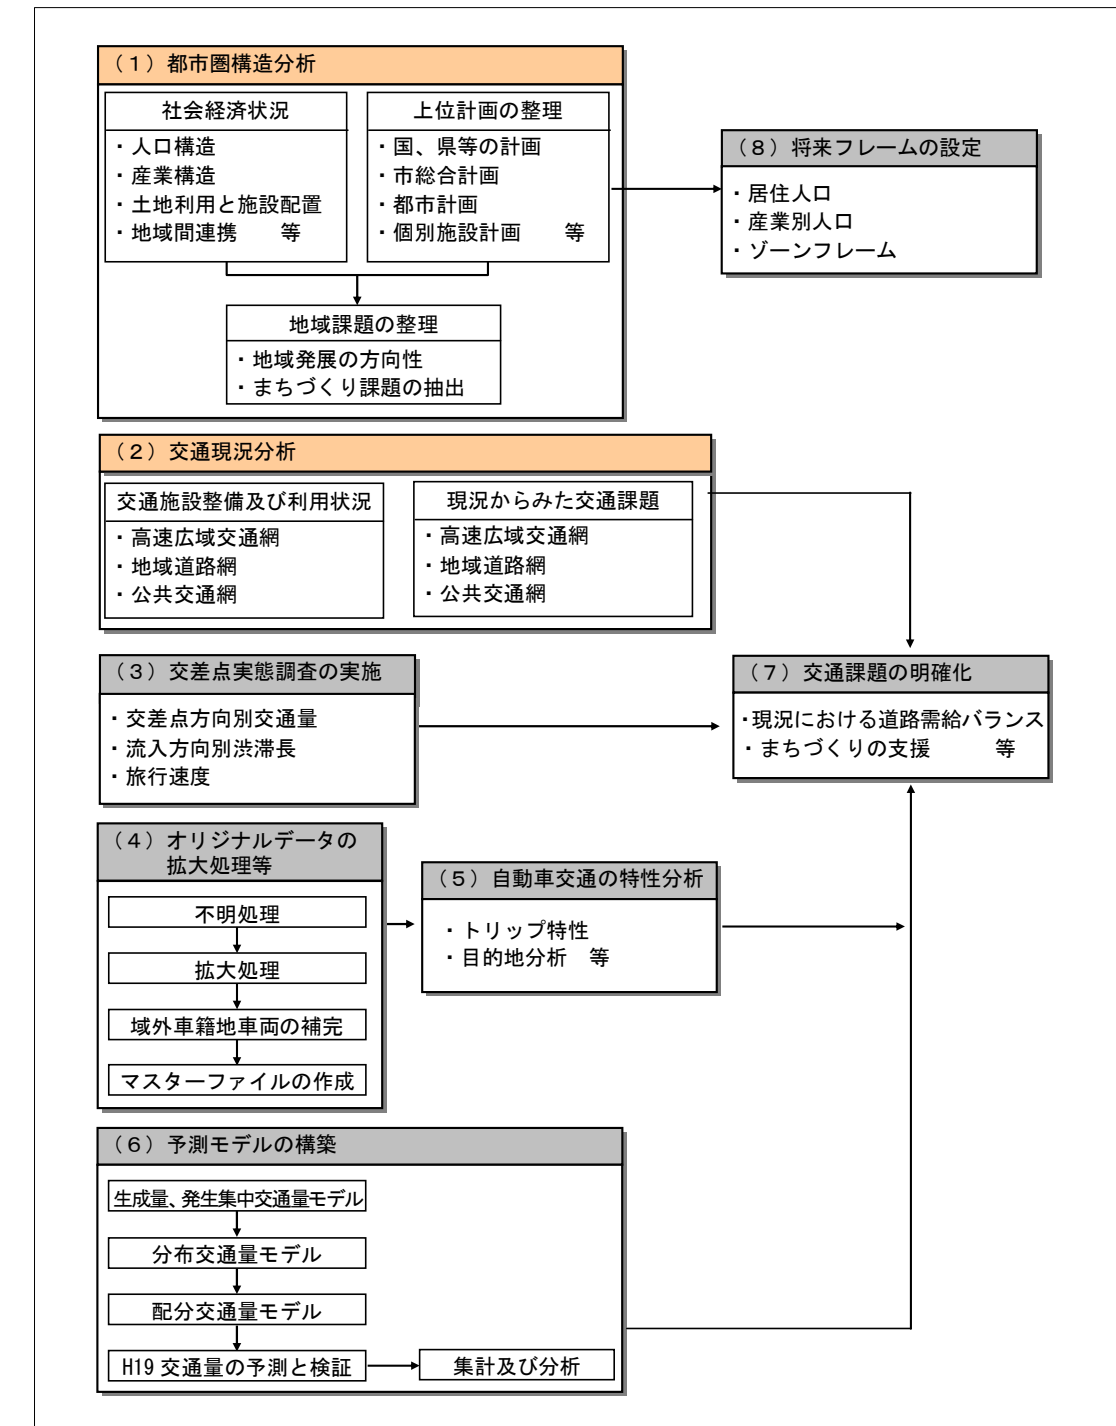 （１）都市圏構造分析
社会経済状況
・人口構造
・産業構造
・土地利用と施設配置
・地域間連携　　等
上位計画の整理
・国、県等の計画
・市総合計画
・都市計画
・個別施設計画　　等
地域課題の整理
・地域発展の方向性
・まちづくり課題の抽出
（８）将来フレームの設定
・居住人口
・産業別人口
・ゾーンフレーム
（２）交通現況分析
交通施設整備及び利用状況
・高速広域交通網
・地域道路網
・公共交通網
現況からみた交通課題
・高速広域交通網
・地域道路網
・公共交通網
（３）交差点実態調査の実施
・交差点方向別交通量
・流入方向別渋滞長
・旅行速度
（７）交通課題の明確化
・現況における道路需給バランス
・まちづくりの支援　　　等
（４）オリジナルデータの
拡大処理等
不明処理
拡大処理
域外車籍地車両の補完
マスターファイルの作成
（５）自動車交通の特性分析
・トリップ特性
・目的地分析　等
（６）予測モデルの構築
生成量、発生集中交通量モデル
分布交通量モデル
配分交通量モデル
H19 交通量の予測と検証
集計及び分析